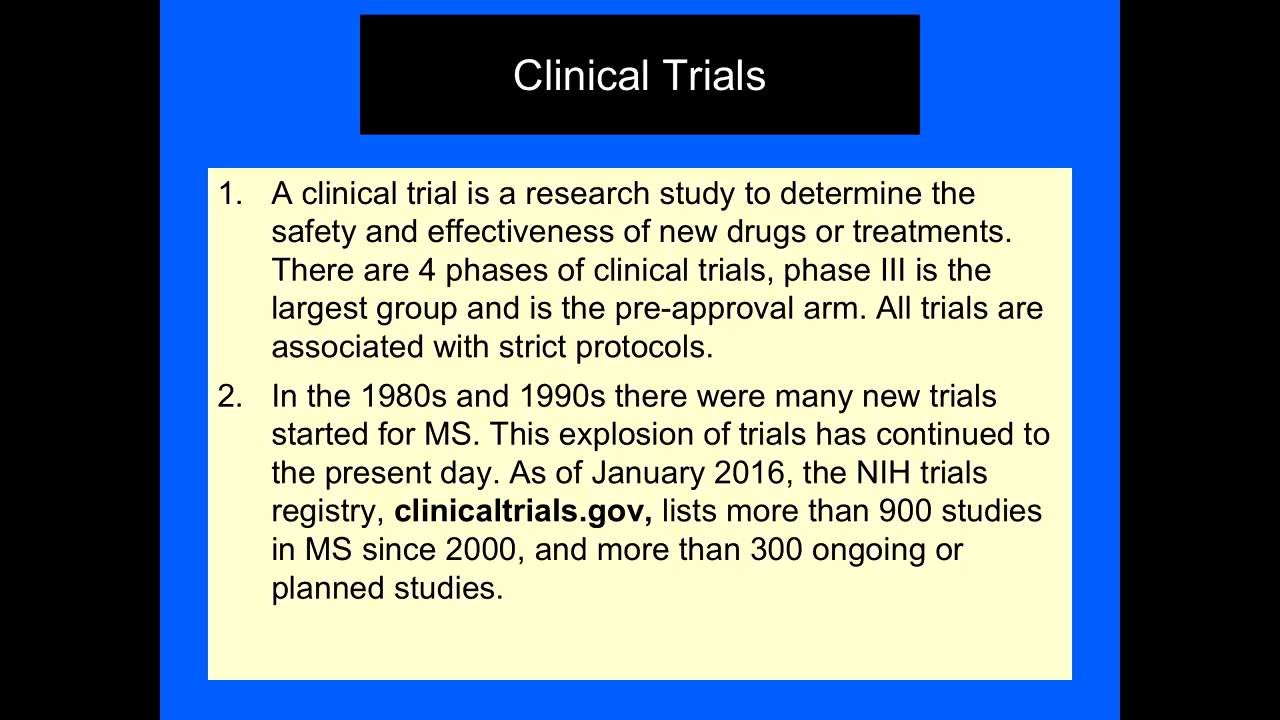 Clinical Trials
1. A clinical trial is a research study to determine the
safety and effectiveness of new drugs or treatments.
There are 4 phases of clinical trials, phase III is the
largest group and is the pre-approval arm. All trials are
associated with strict protocols.
2. In the 1980s and 1990s there were many new trials
started for MS. This explosion of trials has continued to
the present day. As of January 2016, the NIH trials
registry, clinicaltrials.gov, lists more than 900 studies
in MS since 2000, and more than 300 ongoing or
planned studies.